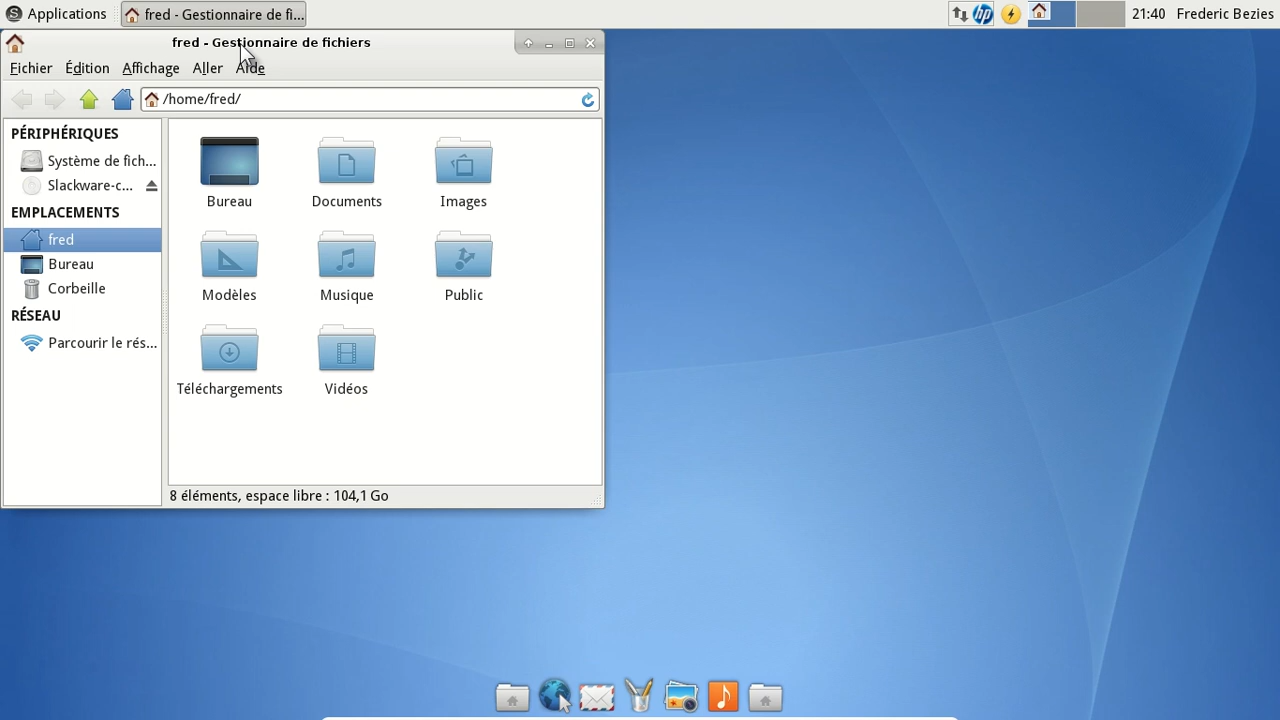 Applications
fred - Gestionnaire de fi...
21:40
Frederic Bezies
fred - Gestionnaire de fichiers
Fichier Édition Affichage Aller Aide
/home/fred/
PÉRIPHÉRIQUES
Système de fich...
Slackware-c...
EMPLACEMENTS
fred
Bureau
Corbeille
RÉSEAU
Parcourir le rés...
Bureau Documents Images
Modèles Musique Public
Téléchargements Vidéos
8 éléments, espace libre : 104,1 Go
hp